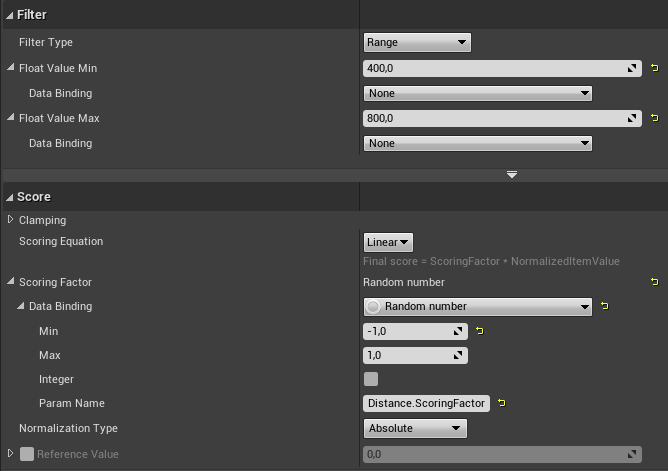 Filter
Filter Type Range
Float Value Min 400,0
Data Binding None
Float Value Max 800,0
Data Binding None
Score
Clamping
Scoring Equation Linear
Final score = ScoringFactor * NormalizedItemValue
Scoring Factor Random number
Data Binding Random number
Min -1,0
Max 1,0
Integer
Param Name Distance.ScoringFactor
Normalization Type Absolute
Reference Value 0,0